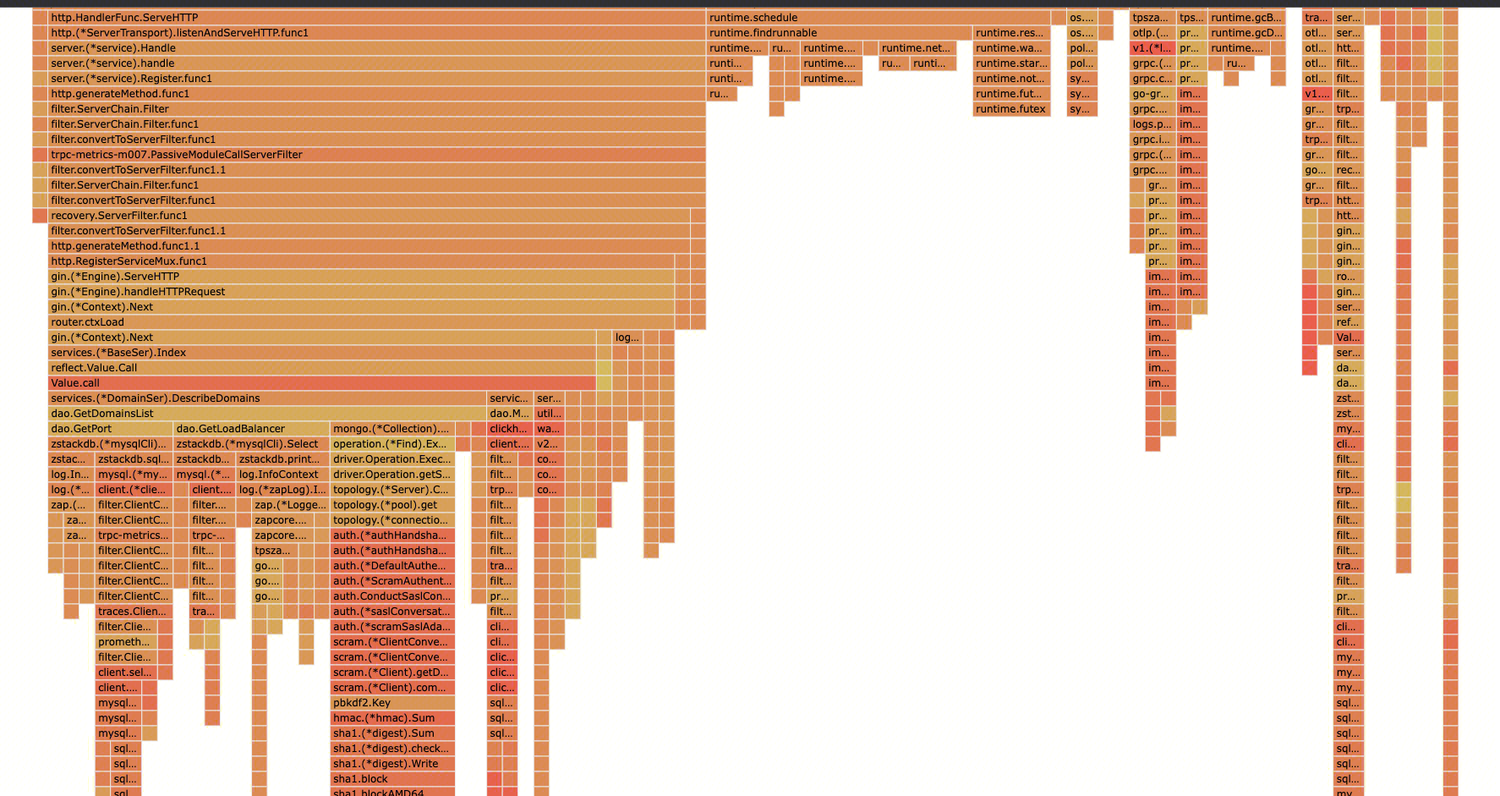 http.HandlerFunc.ServeHTTP runtime.schedule os.... tpsza... tps... runtime.gcB... tra... ser...
http.(*ServerTransport).listenAndServeHTTP.func1 runtime.findrunnable runtime.res... os.... otlp.(... pr... runtime.gcD... otl... ser...
server.(*service).Handle runtime.... ru... runtime.... runtime.net... runtime.wa... pol... v1.(*l... pr... runtime.... otl... htt...
server.(*service).handle runti... runtime.... ru... runti... runtime.star... pol... grpc.(... pr... ru... otl... filt...
server.(*service).Register.func1 runti... runtime.... runtime.not... sy... grpc.c... pr... otl... filt...
http.generateMethod.func1 ru... runtime.fut... sy... go-gr... im... v1.... filt...
filter.ServerChain.Filter runtime.futex sy... grpc.... im... gr... trp...
filter.ServerChain.Filter.func1 logs.p... im... gr... filt...
filter.convertToServerFilter.func1 grpc.i... im... trp... filt...
trpc-metrics-m007.PassiveModuleCallServerFilter grpc.(... im... gr... filt...
filter.convertToServerFilter.func1.1 grpc.... im... go... rec...
filter.ServerChain.Filter.func1 gr... im... gr... filt...
filter.convertToServerFilter.func1 pr... im... trp... htt...
recovery.ServerFilter.func1 pr... im... htt...
filter.convertToServerFilter.func1.1 pr... im... gin...
http.generateMethod.func1.1 pr... im... gin...
http.RegisterServiceMux.func1 pr... im... gin...
gin.(*Engine).ServeHTTP im... im... ro...
gin.(*Engine).handleHTTPRequest im... im... gin...
gin.(*Context).Next im... ser...
router.ctxLoad im... ref...
gin.(*Context).Next log... im... Val...
services.(*BaseSer).Index im... ser...
reflect.Value.Call im... da...
Value.call im... da...
services.(*DomainSer).DescribeDomains servic... ser... zst...
dao.GetDomainsList dao.M... util... zst...
dao.GetPort dao.GetLoadBalancer mongo.(*Collection).... clickh... wa... my...
zstackdb.(*mysqlCli)... zstackdb.(*mysqlCli).Select operation.(*Find).Ex... client.... v2... cli...
zstac... zstackdb.sql... zstackdb... zstackdb.print... driver.Operation.Exec... filt... co... filt...
log.In... mysql.(*my... mysql.(*... log.InfoContext driver.Operation.getS... filt... co... filt...
log.(*... client.(*clie... client.... log.(*zapLog).I... topology.(*Server).C... trp... co... trp...
zap.(... filter.ClientC... filter.... zap.(*Logge... topology.(*pool).get filt... filt...
za... filter.ClientC... filter.... zapcore.... topology.(*connectio... filt... filt...
za... trpc-metrics... trpc-... zapcore.... auth.(*authHandsha... filt... filt...
filter.ClientC... filt... tpsza... auth.(*authHandsha... filt... filt...
filter.ClientC... filt... go.... auth.(*DefaultAuthe... tra... tra...
filter.ClientC... filt... go.... auth.(*ScramAuthent... filt... filt...
filter.ClientC... filt... go.... auth.ConductSaslCon... pr... pr...
traces.Clien... tra... auth.(*saslConversat... filt... filt...
filter.Clie... auth.(*scramSaslAda... cli... cli...
prometh... scram.(*ClientConve... cli... cli...
filter.Clie... scram.(*ClientConve... clic... my...
client.sel... scram.(*Client).getD... clic... my...
client.... scram.(*Client).com... clic... my...
mysql... pbkdf2.Key sql... sql...
mysql... hmac.(*hmac).Sum sql... sql...
mysql... sha1.(*digest).Sum sql... sql...
sql... sha1.(*digest).check... sql...
sql... sha1.(*digest).Write sql...
sql... sha1.block sql...
sql... sha1.blockAMD64 my...